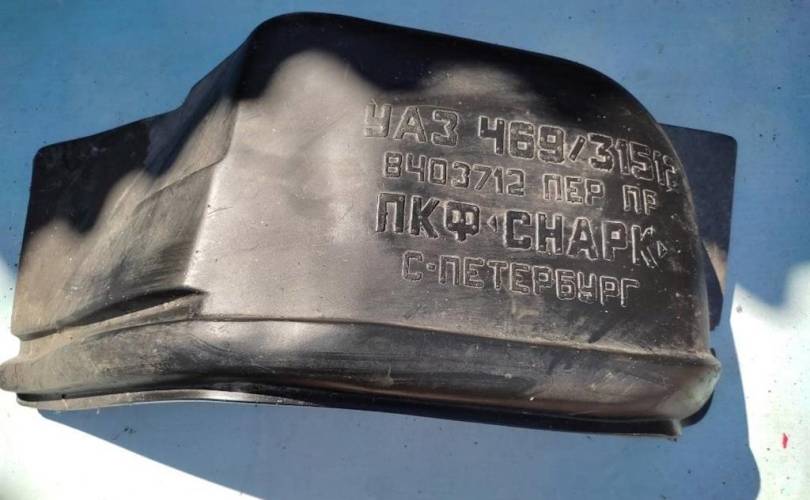 УАЗ 469/31512
8403712 ПЕР ПР
ПКФ «СНАРК»
С-ПЕТЕРБУРГ